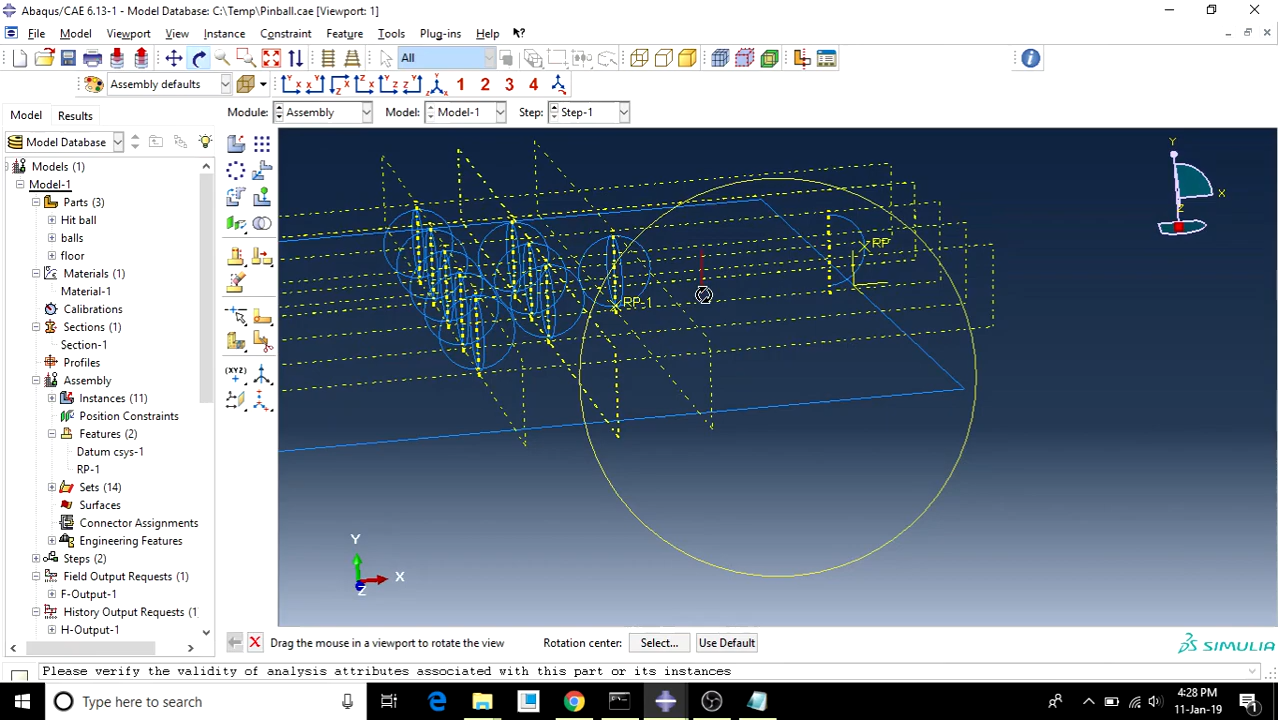 Abaqus/CAE 6.13-1 - Model Database: C:\Temp\Pinball.cae [Viewport: 1]
File Model Viewport View Instance Constraint Feature Tools Plug-ins Help
All
Assembly defaults
1 2 3 4
Model Results Module: Assembly Model: Model-1 Step: Step-1
Model Database
Models (1)
Model-1
Parts (3)
Hit ball
balls
floor
Materials (1)
Material-1
Calibrations
Sections (1)
Section-1
Profiles
Assembly
Instances (11)
Position Constraints
Features (2)
Datum csys-1
RP-1
Sets (14)
Surfaces
Connector Assignments
Engineering Features
Steps (2)
Field Output Requests (1)
F-Output-1
History Output Requests (1
H-Output-1
(XYZ)
RP
RP-1
Y
X
Z
Y
X
Z
Drag the mouse in a viewport to rotate the view Rotation center: Select... Use Default
SIMULIA
Please verify the validity of analysis attributes associated with this part or its instances
Type here to search
4:28 PM
11-Jan-19
1